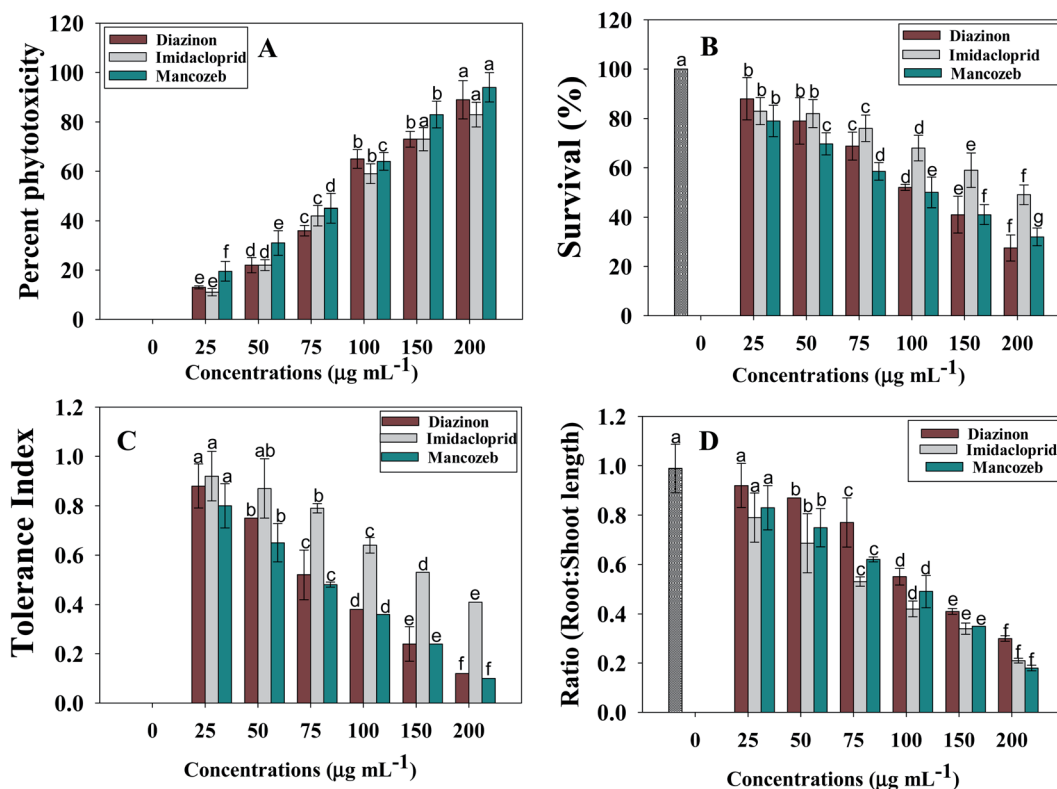 A
Diazinon
Imidacloprid
Mancozeb
Percent phytotoxicity
120
100
80
60
40
20
0
e e f
d d e
c c d
b b c
b a b
a a a
0 25 50 75 100 150 200
Concentrations (µg mL-1)
B
Diazinon
Imidacloprid
Mancozeb
Survival (%)
120
100
80
60
40
20
0
a
b b b
b b c
c c d
d d e
e e f
f f g
0 25 50 75 100 150 200
Concentrations (µg mL-1)
C
Diazinon
Imidacloprid
Mancozeb
Tolerance Index
1.2
1.0
0.8
0.6
0.4
0.2
0.0
a a a
b ab b
c b c
d c d
e d e
f e f
0 25 50 75 100 150 200
Concentrations (µg mL-1)
D
Diazinon
Imidacloprid
Mancozeb
Ratio (Root:Shoot length)
1.2
1.0
0.8
0.6
0.4
0.2
0.0
a
a a a
b b b
c c c
d d d
e e e
f f f
0 25 50 75 100 150 200
Concentrations (µg mL-1)